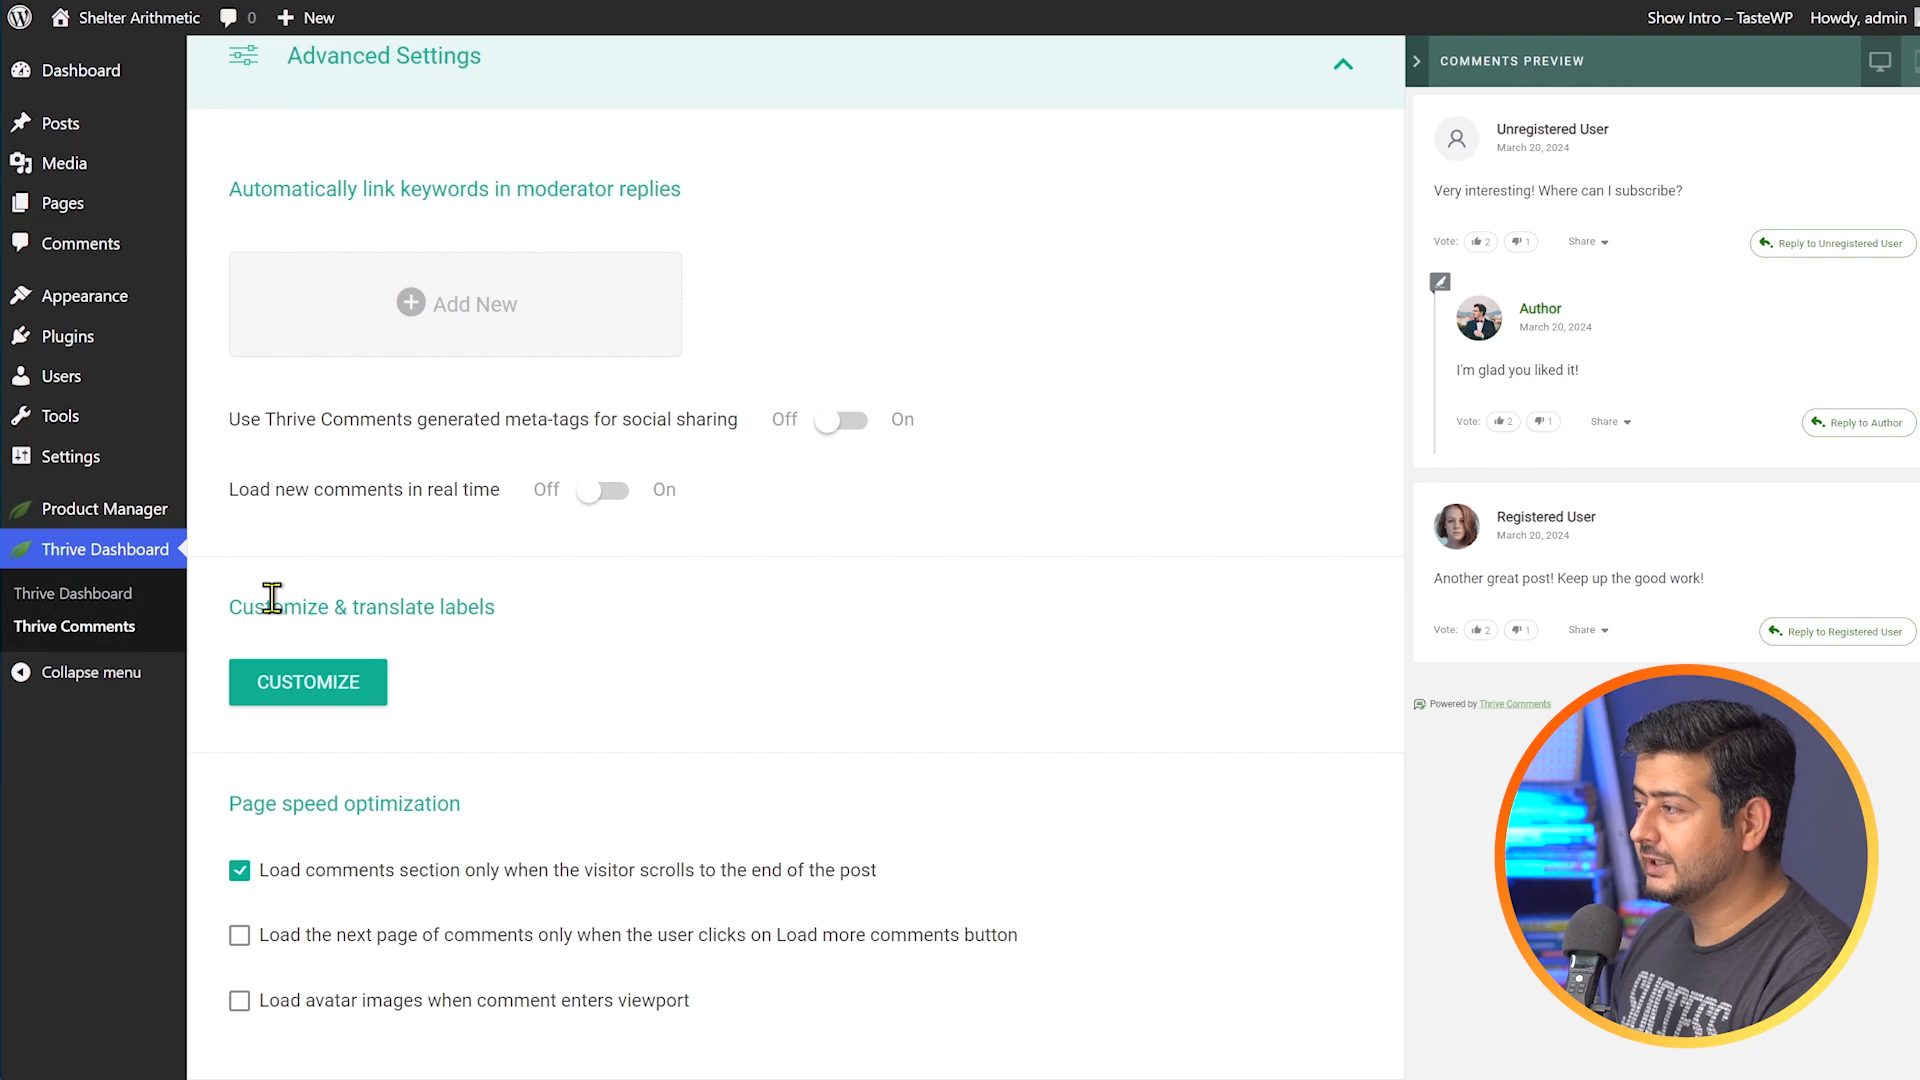 Shelter Arithmetic
0
New
Show Intro – TasteWP
Howdy, admin
Dashboard
Posts
Media
Pages
Comments
Appearance
Plugins
Users
Tools
Settings
Product Manager
Thrive Dashboard
Thrive Dashboard
Thrive Comments
Collapse menu
Advanced Settings
Automatically link keywords in moderator replies
Add New
Use Thrive Comments generated meta-tags for social sharing Off On
Load new comments in real time Off On
Customize & translate labels
CUSTOMIZE
Page speed optimization
Load comments section only when the visitor scrolls to the end of the post
Load the next page of comments only when the user clicks on Load more comments button
Load avatar images when comment enters viewport
COMMENTS PREVIEW
Unregistered User
March 20, 2024
Very interesting! Where can I subscribe?
Vote: 2 1 Share Reply to Unregistered User
Author
March 20, 2024
I'm glad you liked it!
Vote: 2 1 Share Reply to Author
Registered User
March 20, 2024
Another great post! Keep up the good work!
Vote: 2 1 Share Reply to Registered User
Powered by Thrive Comments
SUCCESS